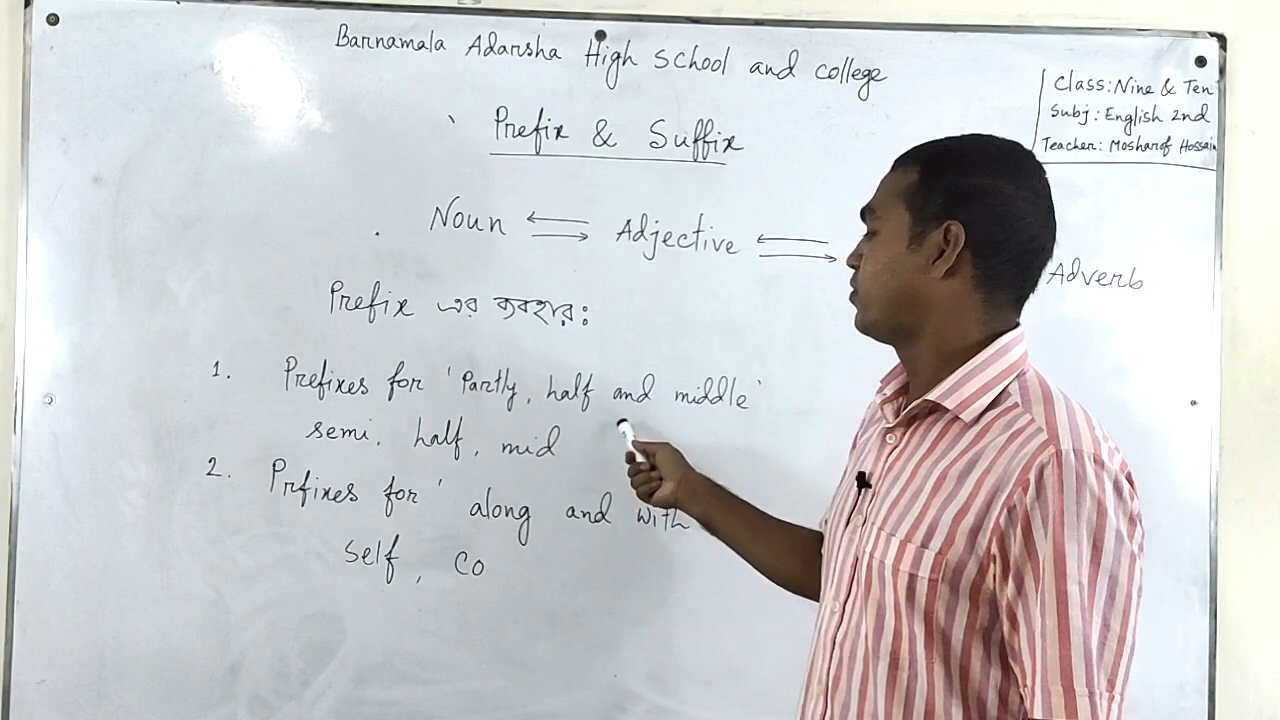 Barnamala Adarsha High School and college
Class: Nine & Ten
Subj: English 2nd
Teacher: Mosharof Hossain
Prefix & Suffix
Noun Adjective Adverb
Prefix এর ব্যবহার:
1. Prefixes for 'Partly, half and middle'
semi, half, mid
2. Prfixes for ' along and with
self, co